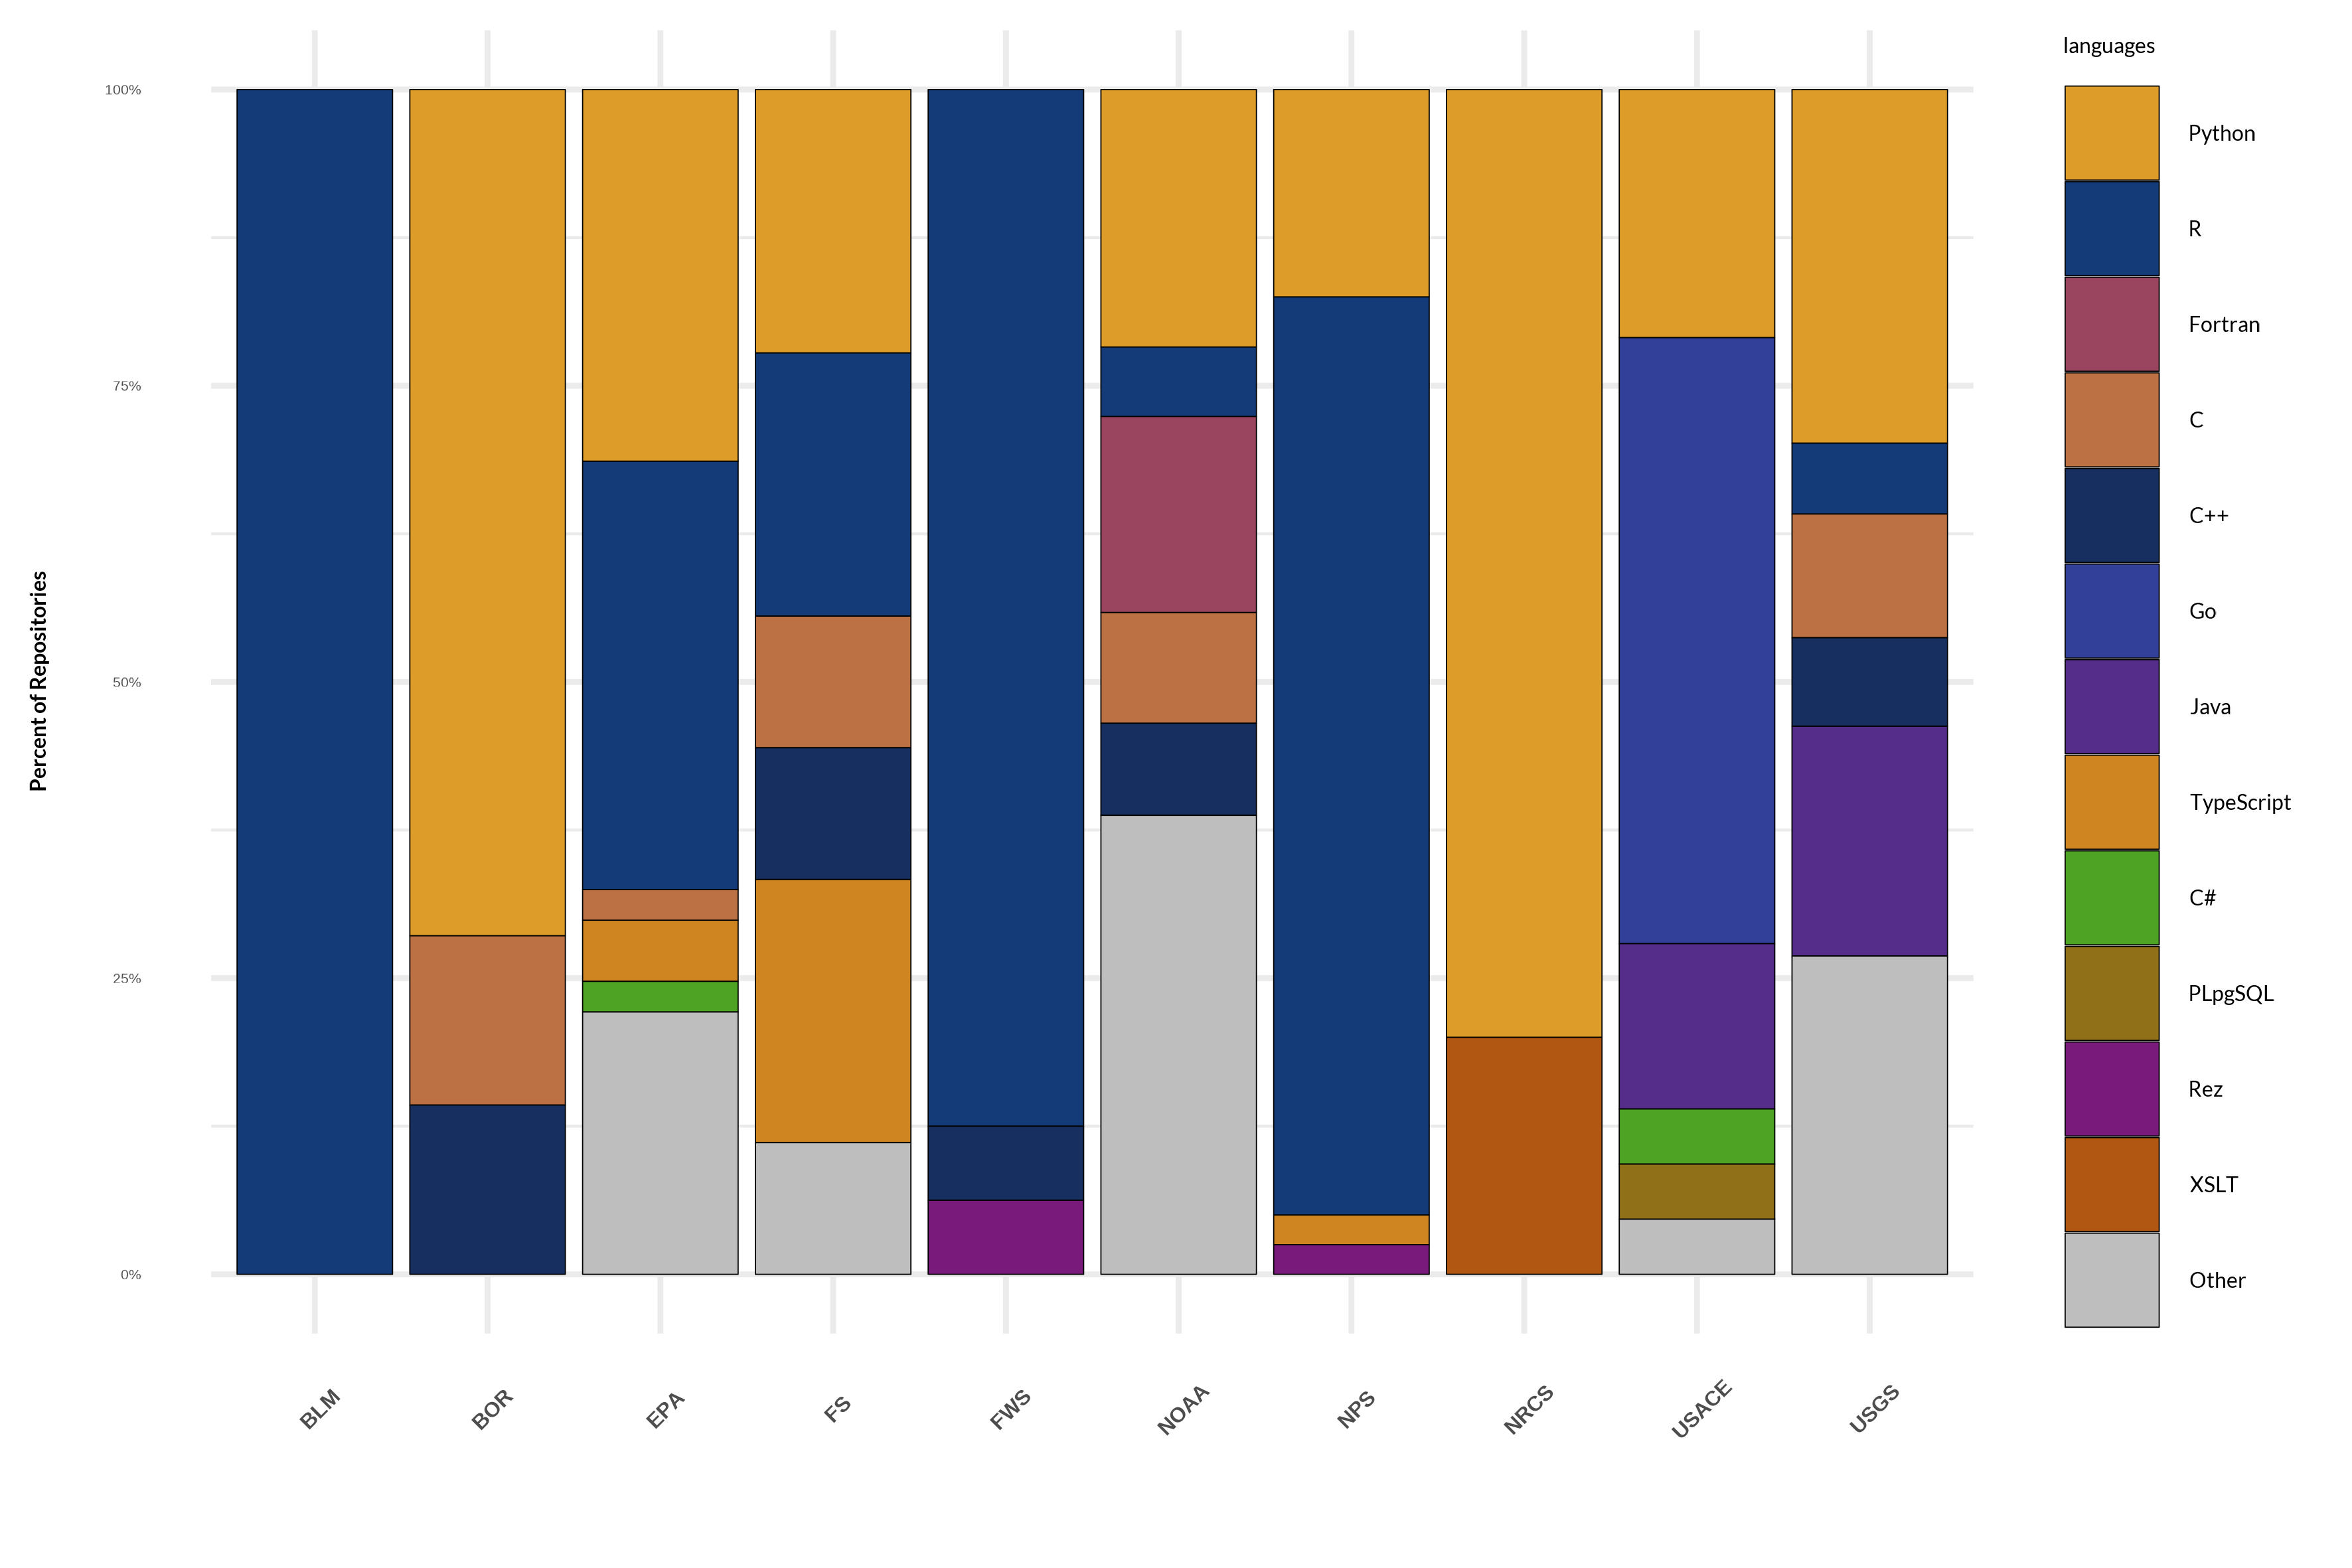 languages
Python
R
Fortran
C
C++
Go
Java
TypeScript
C#
PLpgSQL
Rez
XSLT
Other
Percent of Repositories
100%
75%
50%
25%
0%
BLM
BOR
EPA
FS
FWS
NOAA
NPS
NRCS
USACE
USGS